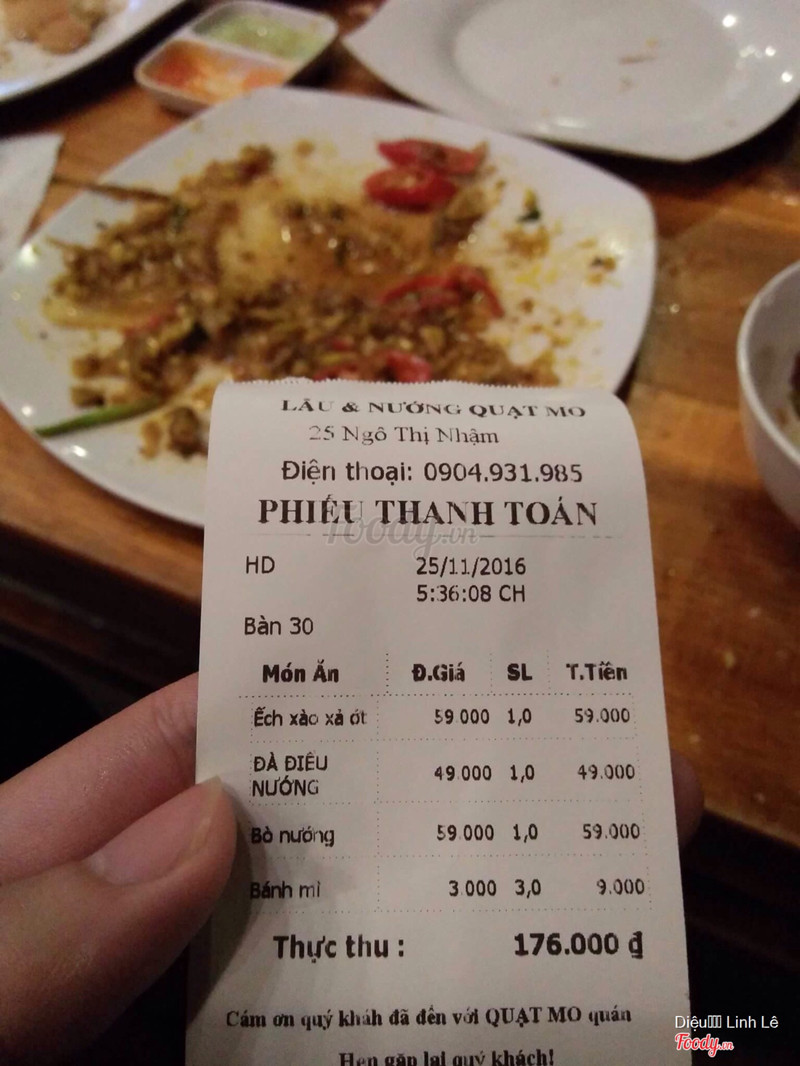 LẨU & NƯỚNG QUẠT MO
25 Ngô Thị Nhậm
Điện thoại: 0904.931.985
PHIẾU THANH TOÁN
foody.vn
HD 25/11/2016
5:36:08 CH
Bàn 30
Món Ăn Đ.Giá SL T.Tiền
Ếch xào xả ớt 59.000 1,0 59.000
ĐÀ ĐIỂU
NƯỚNG 49.000 1,0 49.000
Bò nướng 59.000 1,0 59.000
Bánh mì 3.000 3,0 9.000
Thực thu : 176.000 ₫
Cám ơn quý kháh đã đến với QUẠT MO quán
Hẹn gặp lại quý khách!
Diệu Linh Lê
Foody.vn